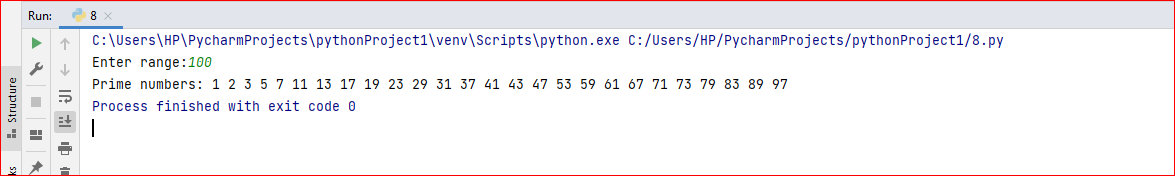 Run: 8
C:\Users\HP\PycharmProjects\pythonProject1\venv\Scripts\python.exe C:/Users/HP/PycharmProjects/pythonProject1/8.py
Enter range:100
Prime numbers: 1 2 3 5 7 11 13 17 19 23 29 31 37 41 43 47 53 59 61 67 71 73 79 83 89 97
Process finished with exit code 0
Structure